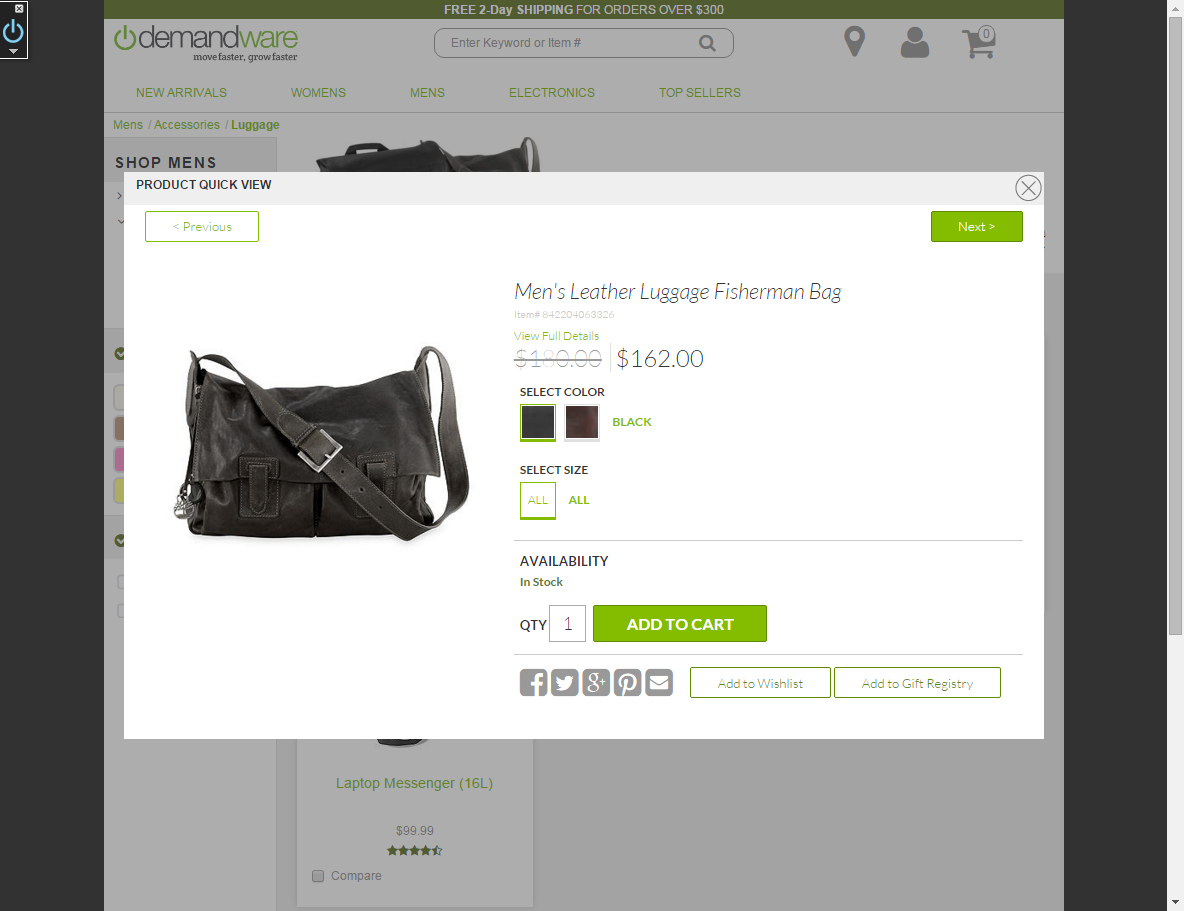 FREE 2-Day SHIPPING FOR ORDERS OVER $300
demandware
move faster, grow faster
Enter Keyword or Item #
0
NEW ARRIVALS WOMENS MENS ELECTRONICS TOP SELLERS
Mens / Accessories / Luggage
SHOP MENS
PRODUCT QUICK VIEW
< Previous
Next >
Men's Leather Luggage Fisherman Bag
Item# 842204063326
View Full Details
$180.00 $162.00
SELECT COLOR
BLACK
SELECT SIZE
ALL ALL
AVAILABILITY
In Stock
QTY 1 ADD TO CART
Add to Wishlist Add to Gift Registry
Laptop Messenger (16L)
$99.99
Compare